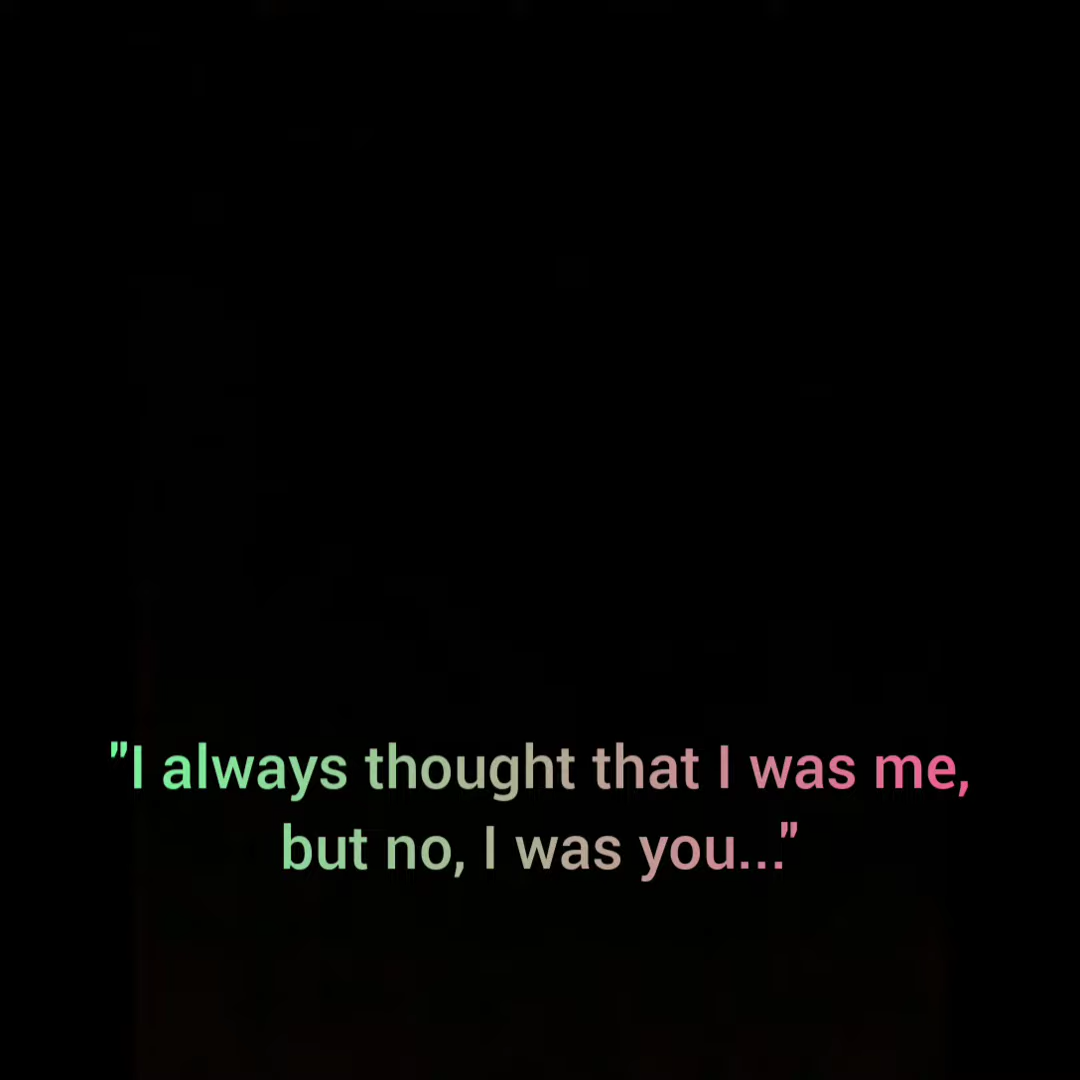 "I always thought that I was me,
but no, I was you..."